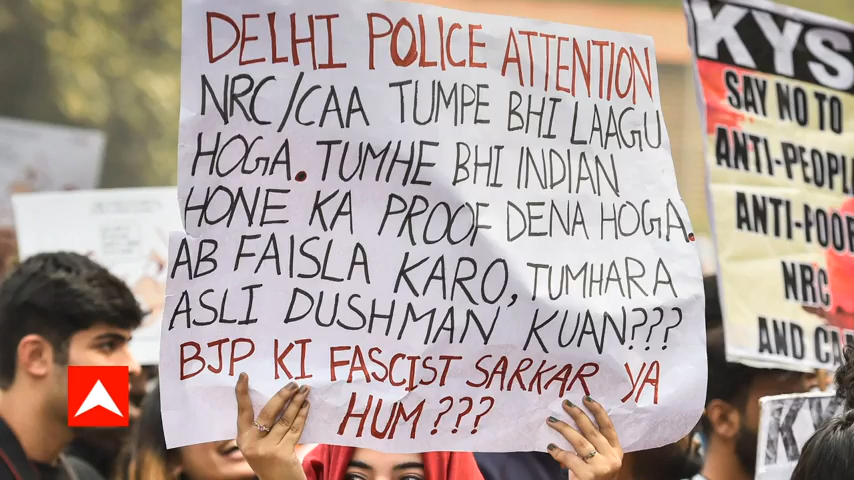 DELHI POLICE ATTENTION
NRC/CAA TUMPE BHI LAAGU
HOGA. TUMHE BHI INDIAN
HONE KA PROOF DENA HOGA.
AB FAISLA KARO, TUMHARA
ASLI DUSHMAN KUAN???
BJP KI FASCIST SARKAR YA
HUM???
KYS
SAY NO TO
ANTI-PEOPL
ANTI-POOR
NRC
AND CA
KY